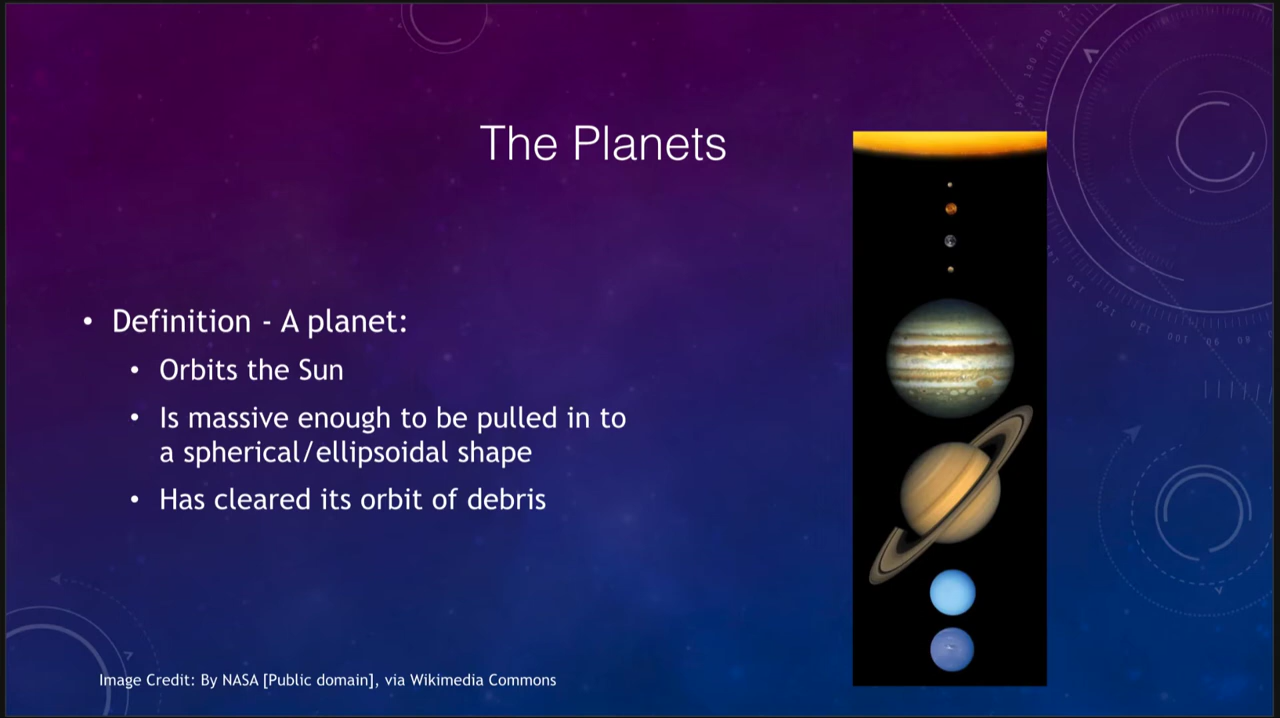 The Planets
• Definition - A planet:
• Orbits the Sun
• Is massive enough to be pulled in to
a spherical/ellipsoidal shape
• Has cleared its orbit of debris
Image Credit: By NASA [Public domain], via Wikimedia Commons